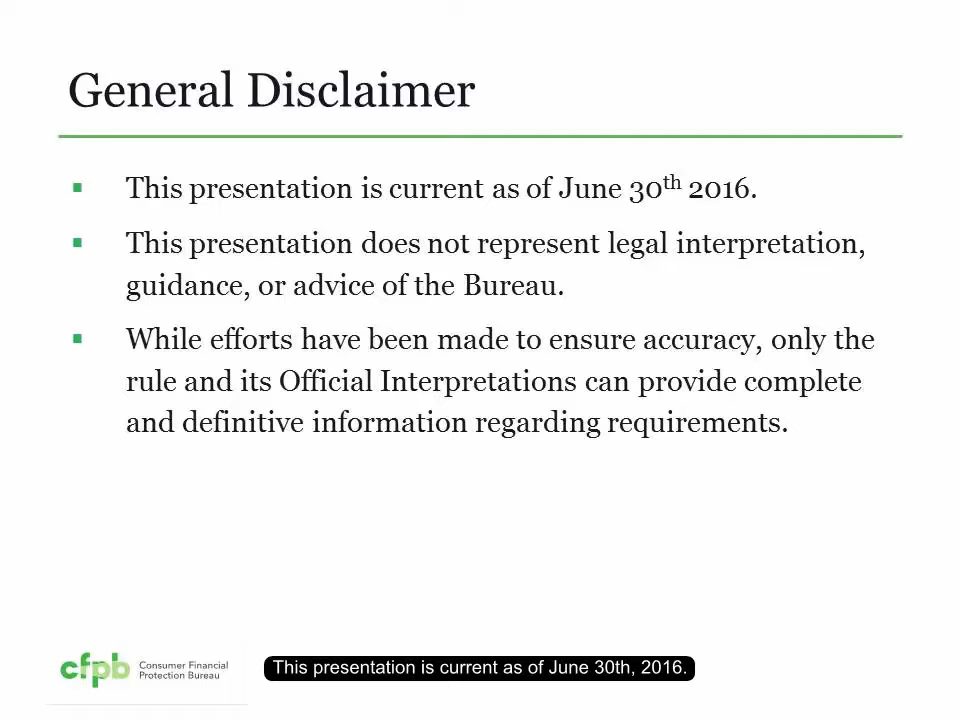 General Disclaimer
This presentation is current as of June 30th 2016.
This presentation does not represent legal interpretation,
guidance, or advice of the Bureau.
While efforts have been made to ensure accuracy, only the
rule and its Official Interpretations can provide complete
and definitive information regarding requirements.
cfpb
Consumer Financial
Protection Bureau
This presentation is current as of June 30th, 2016.